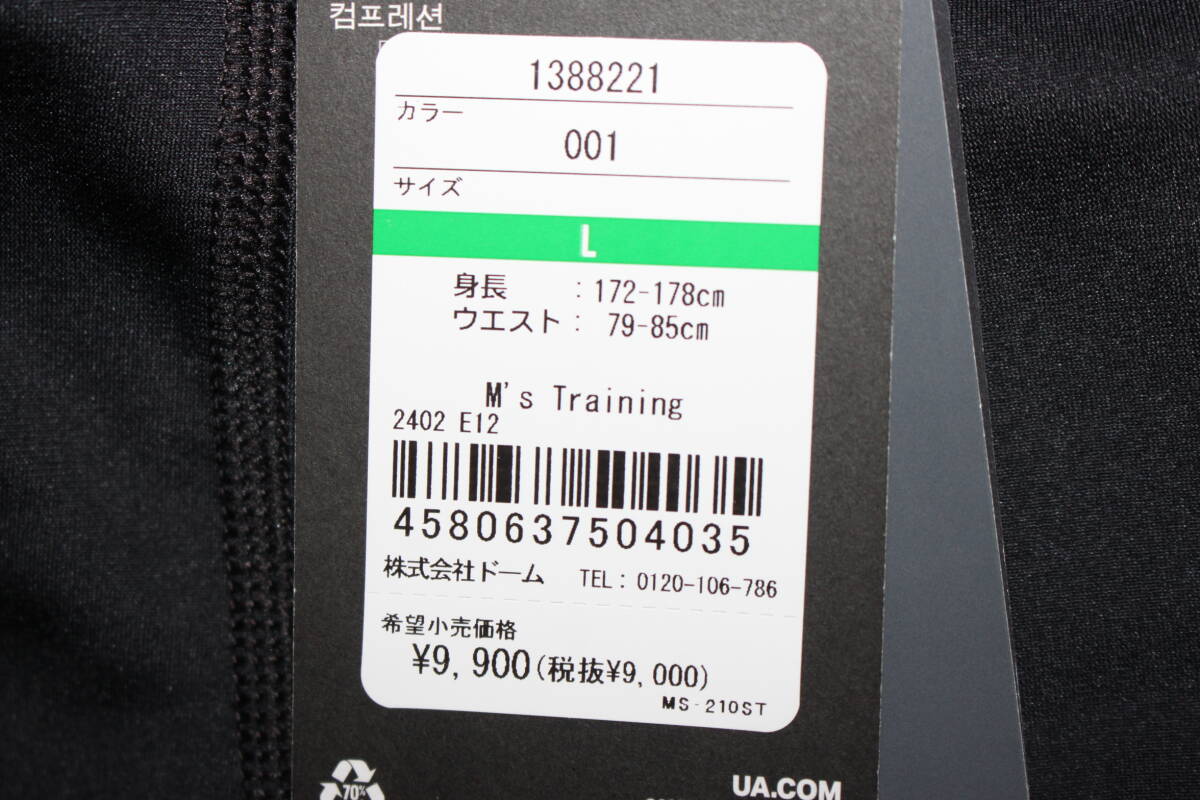 컴프레션
1388221
カラー
001
サイズ
L
身長 : 172-178cm
ウエスト : 79-85cm
M's Training
2402 E12
4580637504035
株式会社ドーム TEL : 0120-106-786
希望小売価格
¥9,900(税抜¥9,000)
MS-210ST
70%
UA.COM